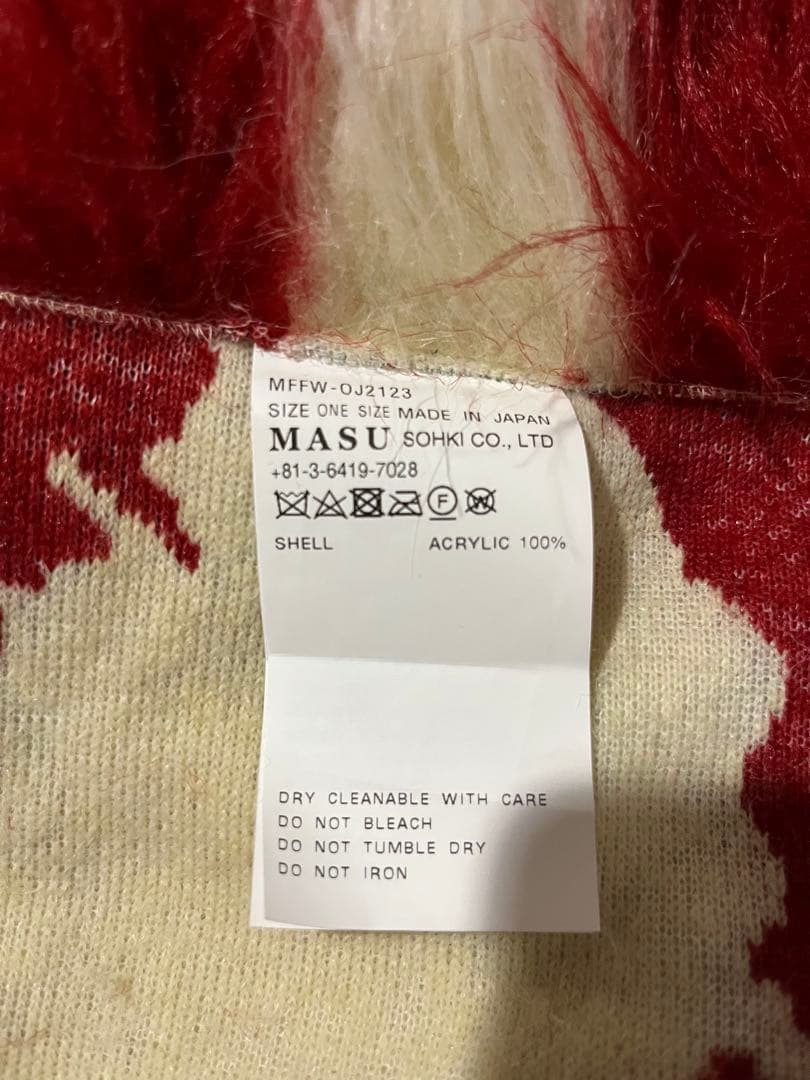 MFFW-OJ2123
SIZE ONE SIZE MADE IN JAPAN
MASU SOHKI CO., LTD
+81-3-6419-7028
F W
SHELL ACRYLIC 100%
DRY CLEANABLE WITH CARE
DO NOT BLEACH
DO NOT TUMBLE DRY
DO NOT IRON